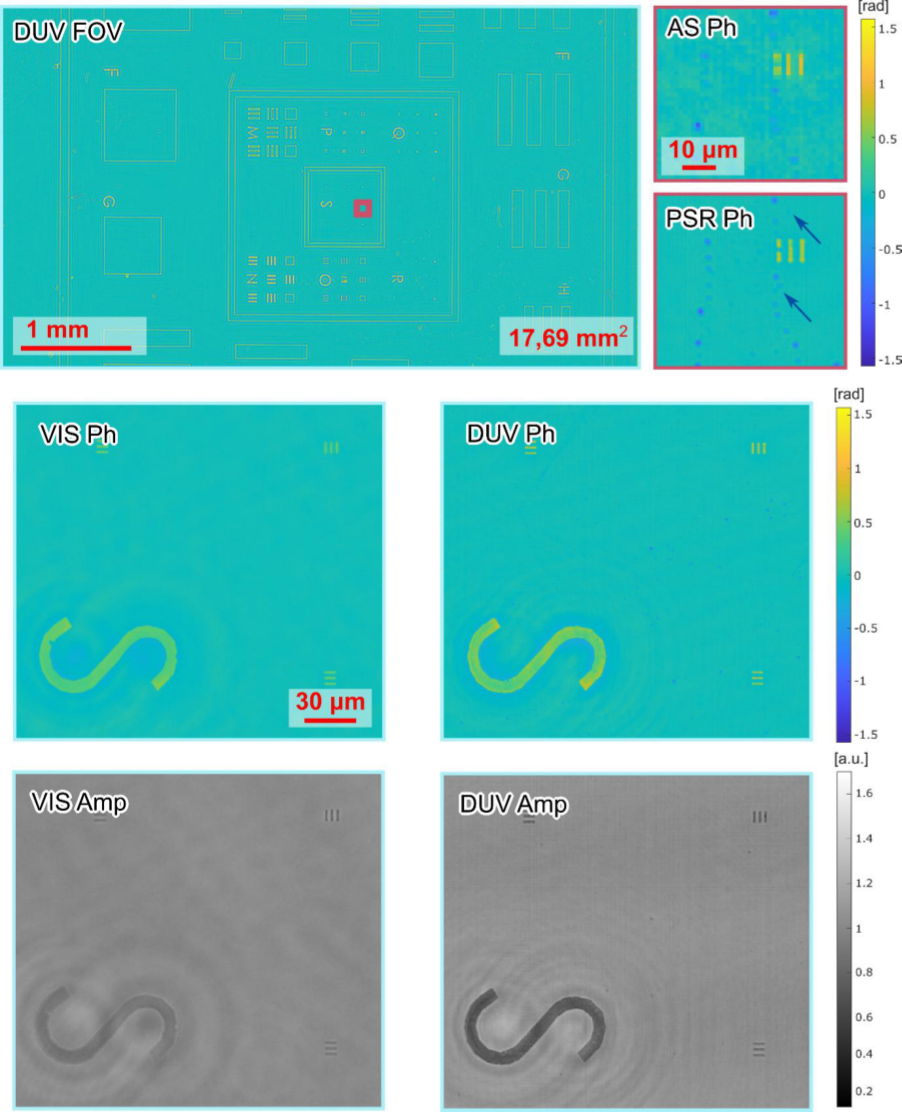 DUV FOV
F
F
M
P
Q
G
G
S
N
O
R
H
1 mm
17,69 mm²
AS Ph
10 µm
PSR Ph
[rad]
1.5
1
0.5
0
-0.5
-1
-1.5
VIS Ph
30 µm
DUV Ph
[rad]
1.5
1
0.5
0
-0.5
-1
-1.5
VIS Amp
DUV Amp
[a.u.]
1.6
1.4
1.2
1
0.8
0.6
0.4
0.2